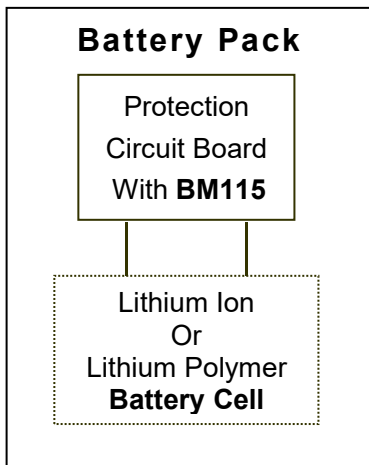 Battery Pack
Protection
Circuit Board
With BM115
Lithium Ion
Or
Lithium Polymer
Battery Cell